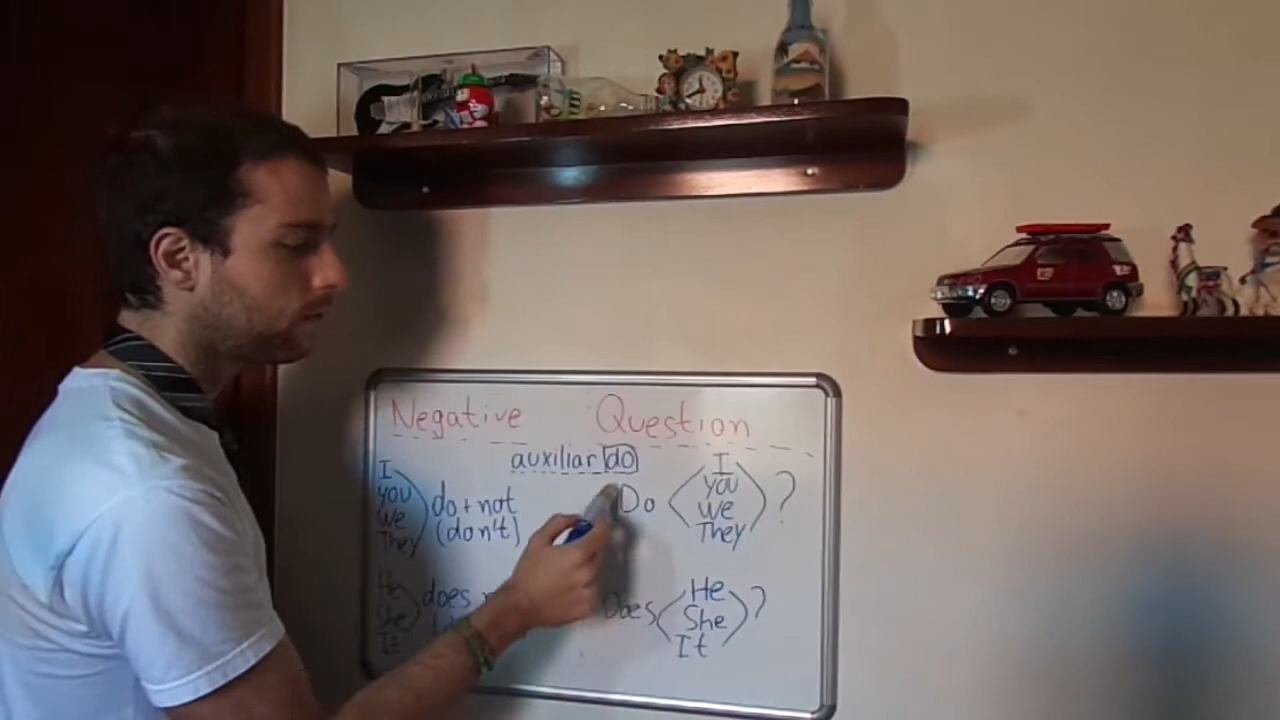 Negative Question
auxiliar do
I
you
we
They
do + not
(don't)
Do
I
you
we
They
?
He
She
It
does
Does
He
She
It
?